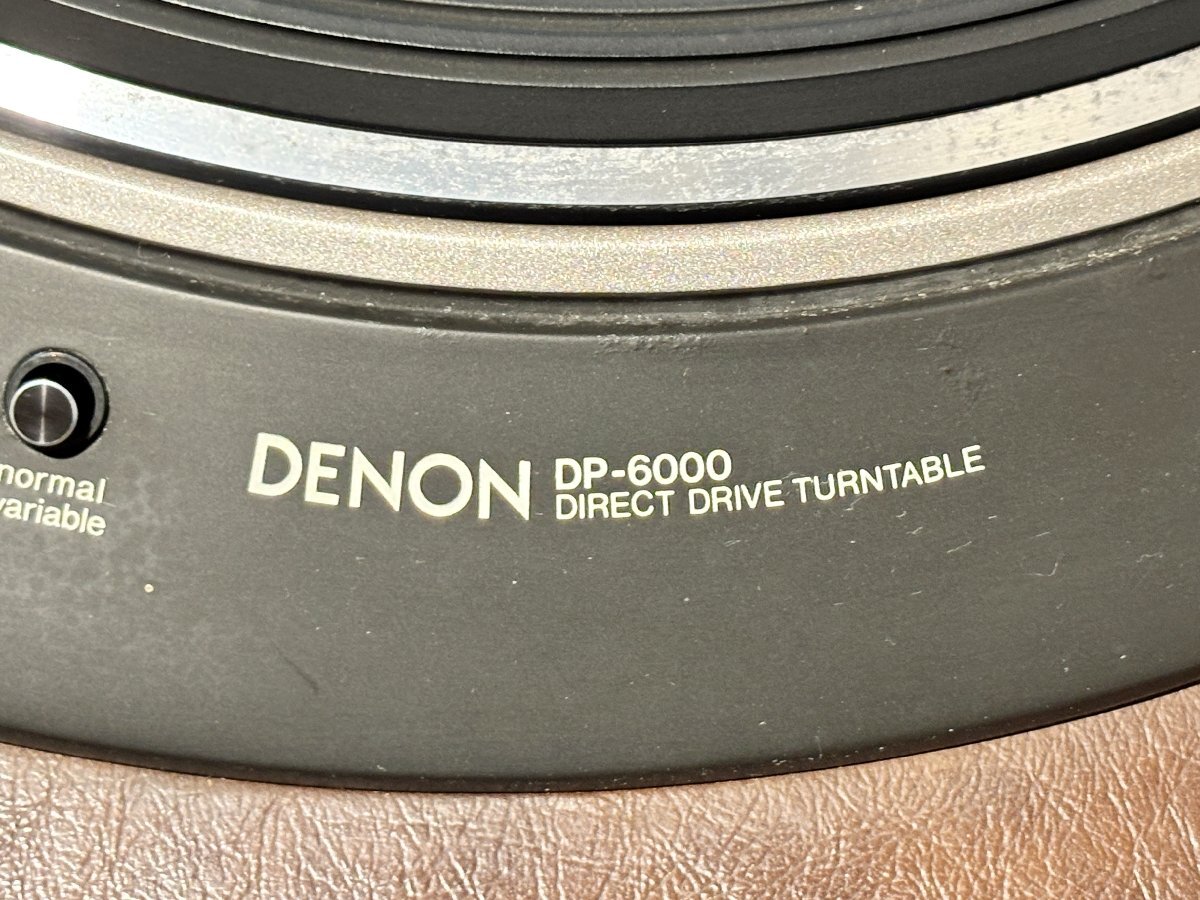 normal
variable
DENON
DP-6000
DIRECT DRIVE TURNTABLE